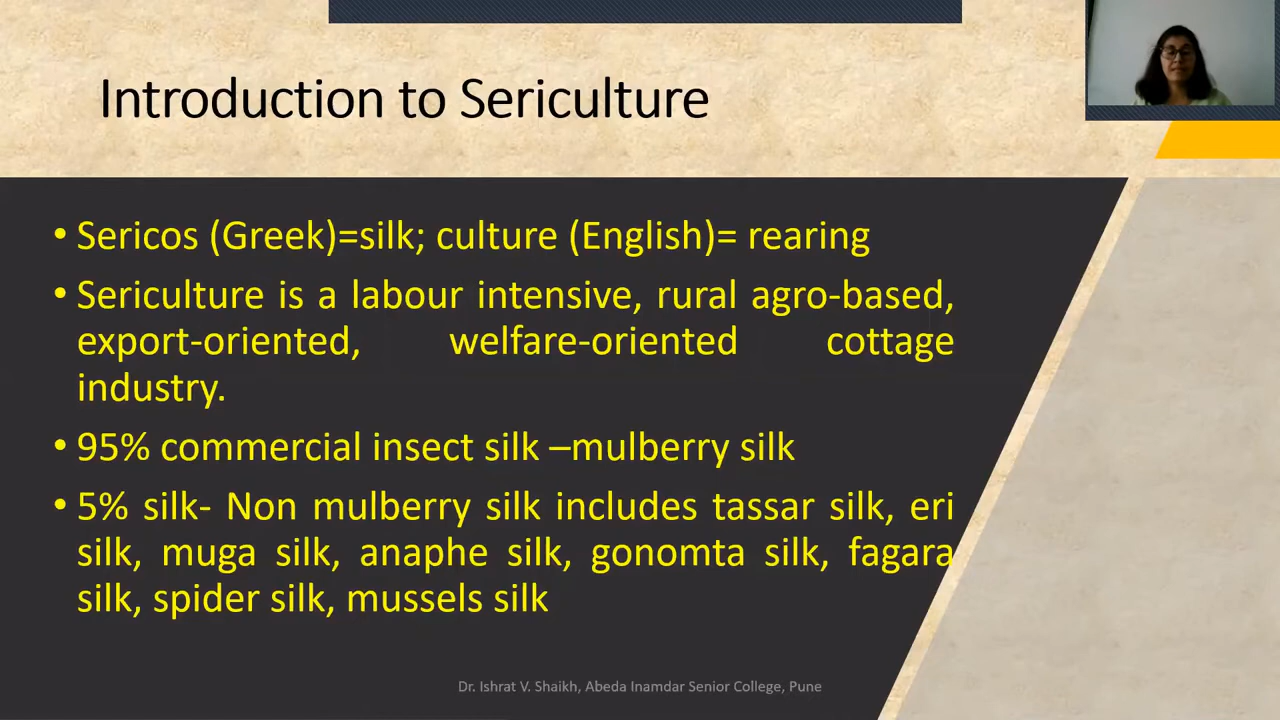 Introduction to Sericulture
• Sericos (Greek)=silk; culture (English)= rearing
• Sericulture is a labour intensive, rural agro-based,
export-oriented, welfare-oriented cottage
industry.
• 95% commercial insect silk –mulberry silk
• 5% silk- Non mulberry silk includes tassar silk, eri
silk, muga silk, anaphe silk, gonomta silk, fagara
silk, spider silk, mussels silk
Dr. Ishrat V. Shaikh, Abeda Inamdar Senior College, Pune